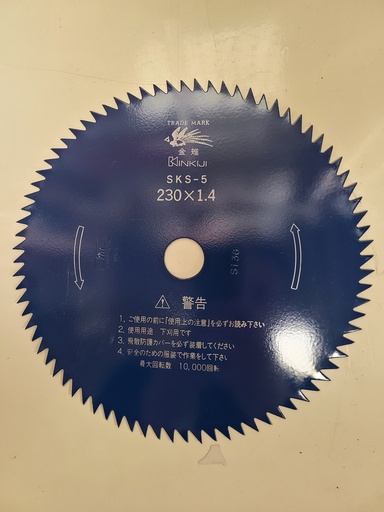 TRADE MARK
金雉
KINKIJI
SKS-5
230×1.4
Si36
⚠ 警告
1. ご使用の前に「使用上の注意」を必ずお読み下さい
2. 使用用途 下刈用です
3. 飛散防護カバーを必ず装着してください
4. 安全のための服装で作業をして下さい
最大回転数 10,000回転